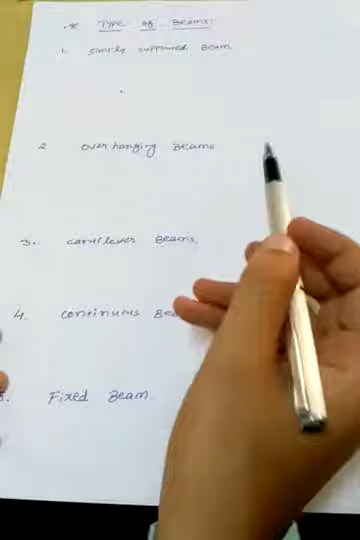 * Type of Beams:
1. simply supported Beam
2 over hanging Beams
3. cantilever Beams.
4. continuous Bea
5. Fixed Beam.